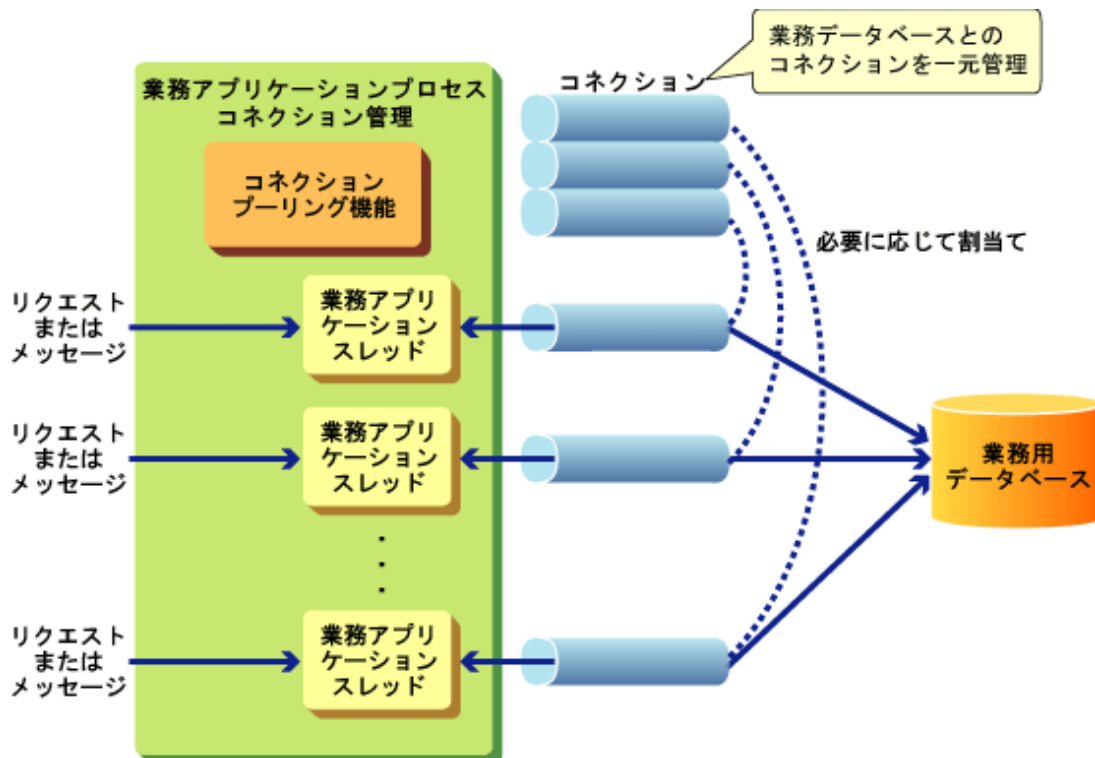 業務データベースとの
コネクションを一元管理
コネクション
業務アプリケーションプロセス
コネクション管理
コネクション
プーリング機能
必要に応じて割当て
リクエスト
または
メッセージ
業務アプリ
ケーション
スレッド
リクエスト
または
メッセージ
業務アプリ
ケーション
スレッド
業務用
データベース
・
・
・
リクエスト
または
メッセージ
業務アプリ
ケーション
スレッド